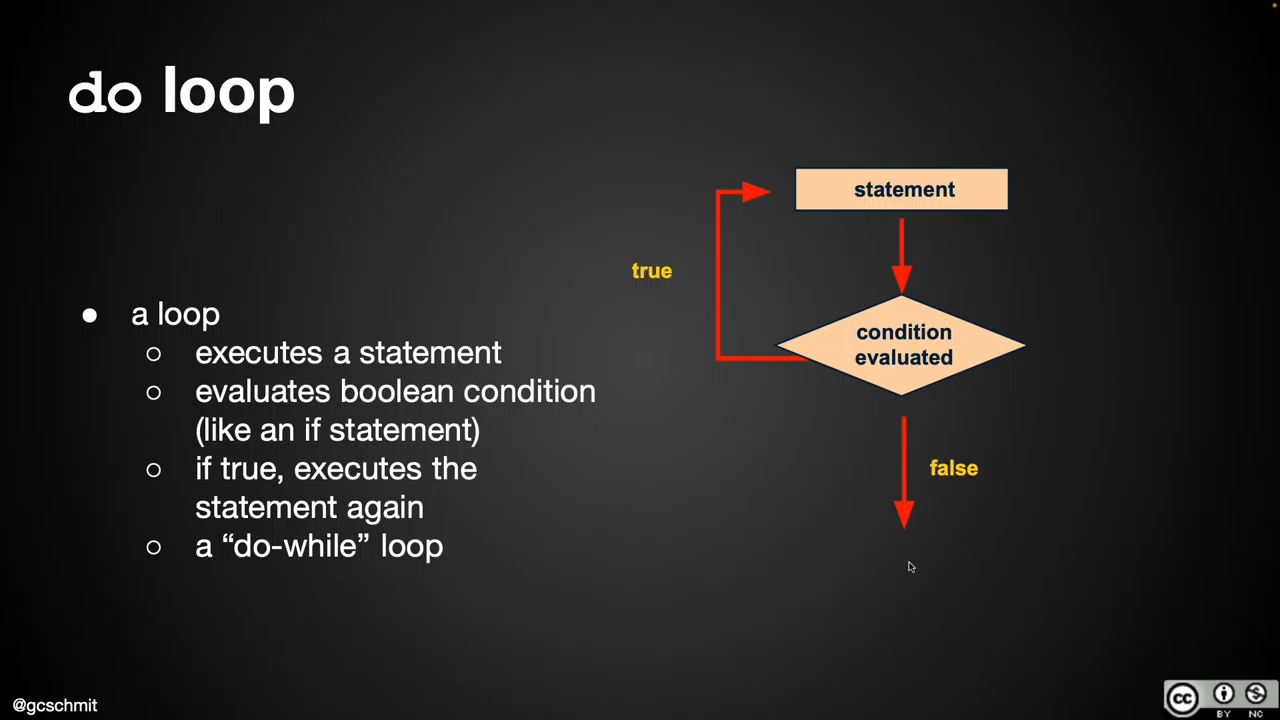 do loop
● a loop
○ executes a statement
○ evaluates boolean condition
(like an if statement)
○ if true, executes the
statement again
○ a “do-while” loop
statement
true
condition
evaluated
false
@gcschmit
cc
BY NC